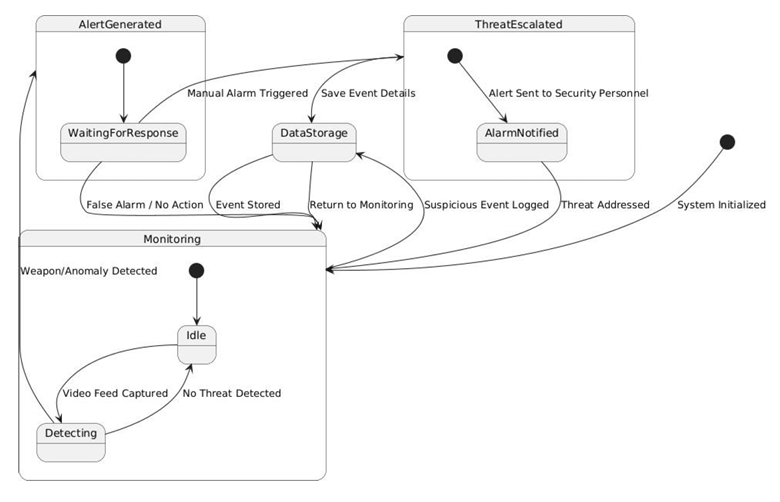 AlertGenerated
ThreatEscalated
Manual Alarm Triggered
Save Event Details
Alert Sent to Security Personnel
WaitingForResponse
DataStorage
AlarmNotified
False Alarm / No Action
Event Stored
Return to Monitoring
Suspicious Event Logged
Threat Addressed
System Initialized
Monitoring
Weapon/Anomaly Detected
Idle
Video Feed Captured
No Threat Detected
Detecting